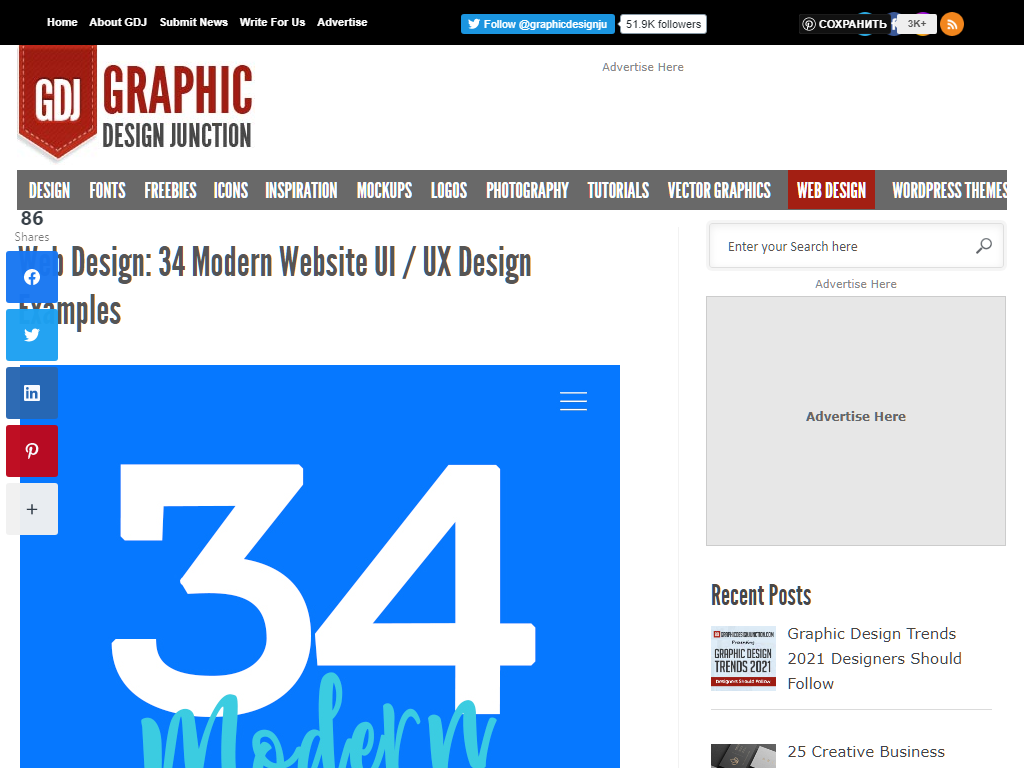 Home About GDJ Submit News Write For Us Advertise
Follow @graphicdesignju 51.9K followers
СОХРАНИТЬ 3K+
GDJ GRAPHIC
DESIGN JUNCTION
Advertise Here
DESIGN FONTS FREEBIES ICONS INSPIRATION MOCKUPS LOGOS PHOTOGRAPHY TUTORIALS VECTOR GRAPHICS WEB DESIGN WORDPRESS THEMES
86
Shares
Web Design: 34 Modern Website UI / UX Design
Examples
34
Modern
Enter your Search here
Advertise Here
Advertise Here
Recent Posts
GRAPHICDESIGNJUNCTION.COM
Presenting
GRAPHIC DESIGN
TRENDS 2021
Designers Should Follow
Graphic Design Trends
2021 Designers Should
Follow
25 Creative Business